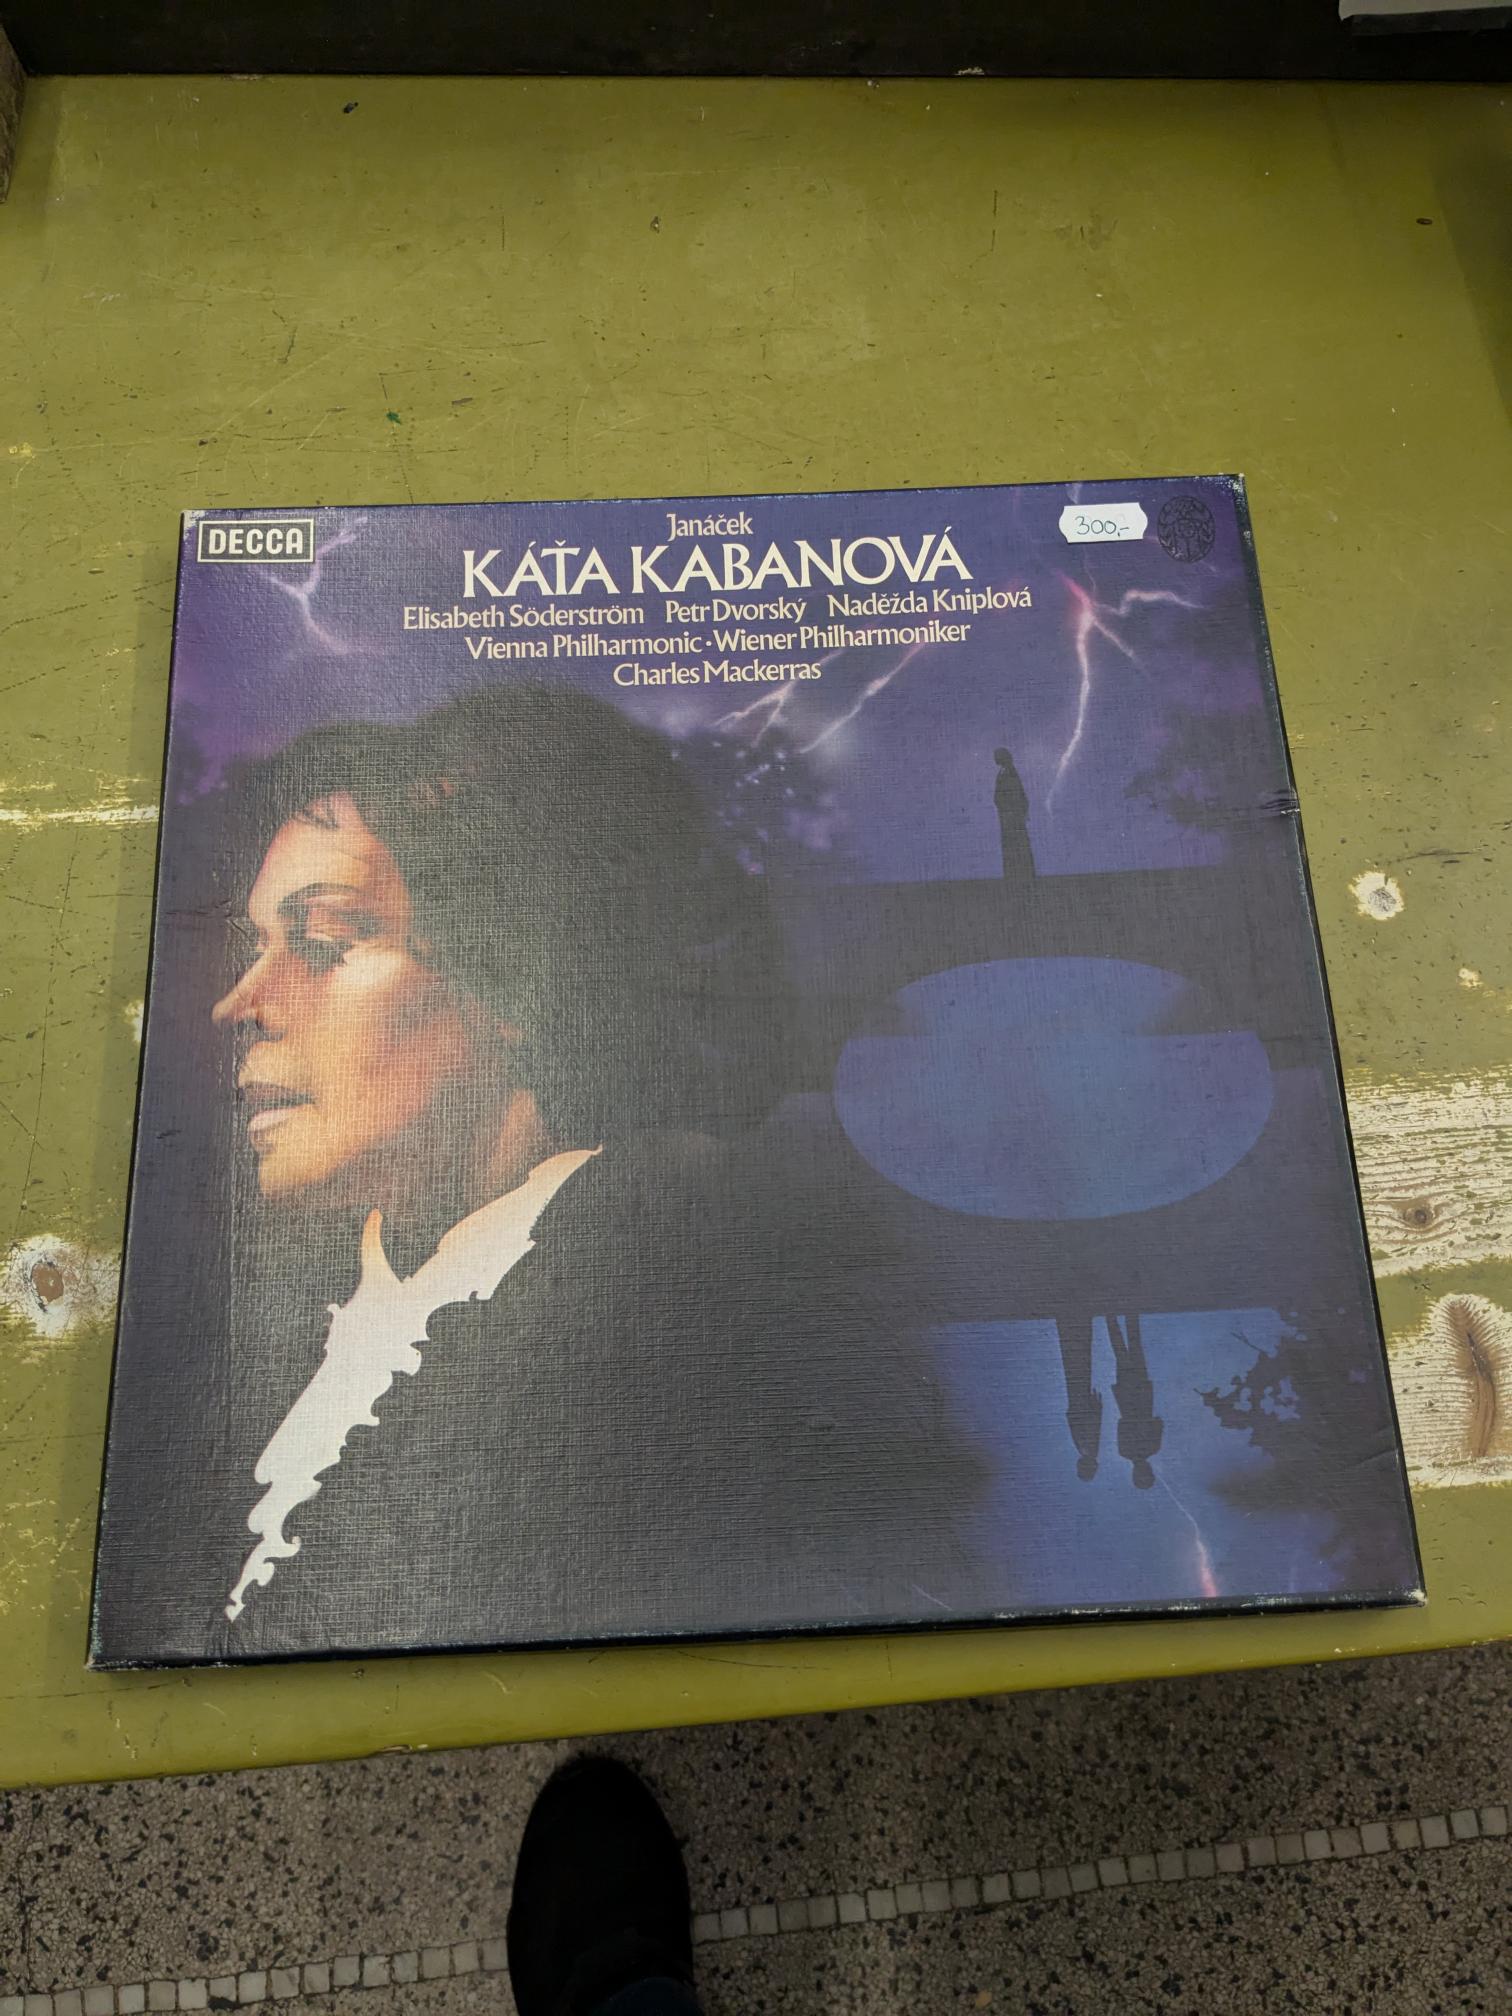 DECCA
Janáček
300,-
KÁŤA KABANOVÁ
Elisabeth Söderström Petr Dvorský Naděžda Kniplová
Vienna Philharmonic · Wiener Philharmoniker
Charles Mackerras